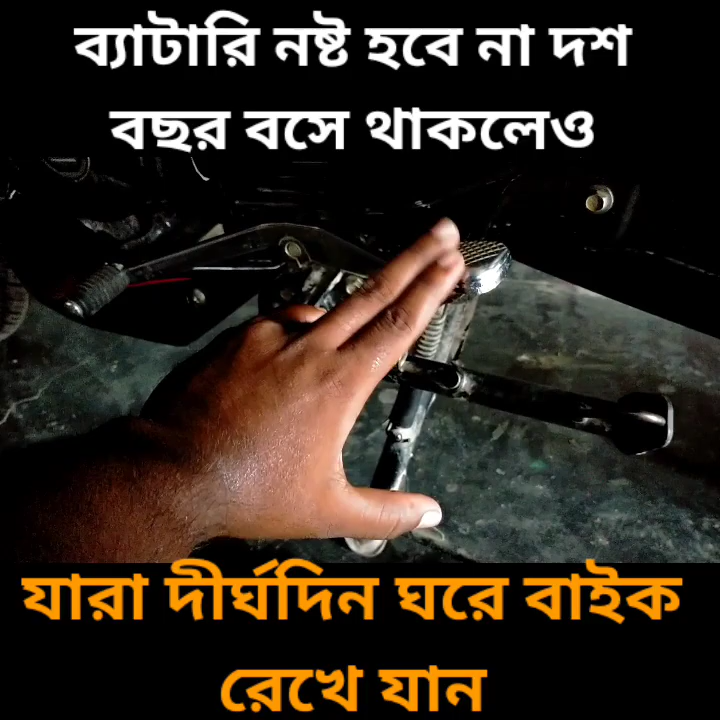 ব্যাটারি নষ্ট হবে না দশ
বছর বসে থাকলেও
যারা দীর্ঘদিন ঘরে বাইক
রেখে যান